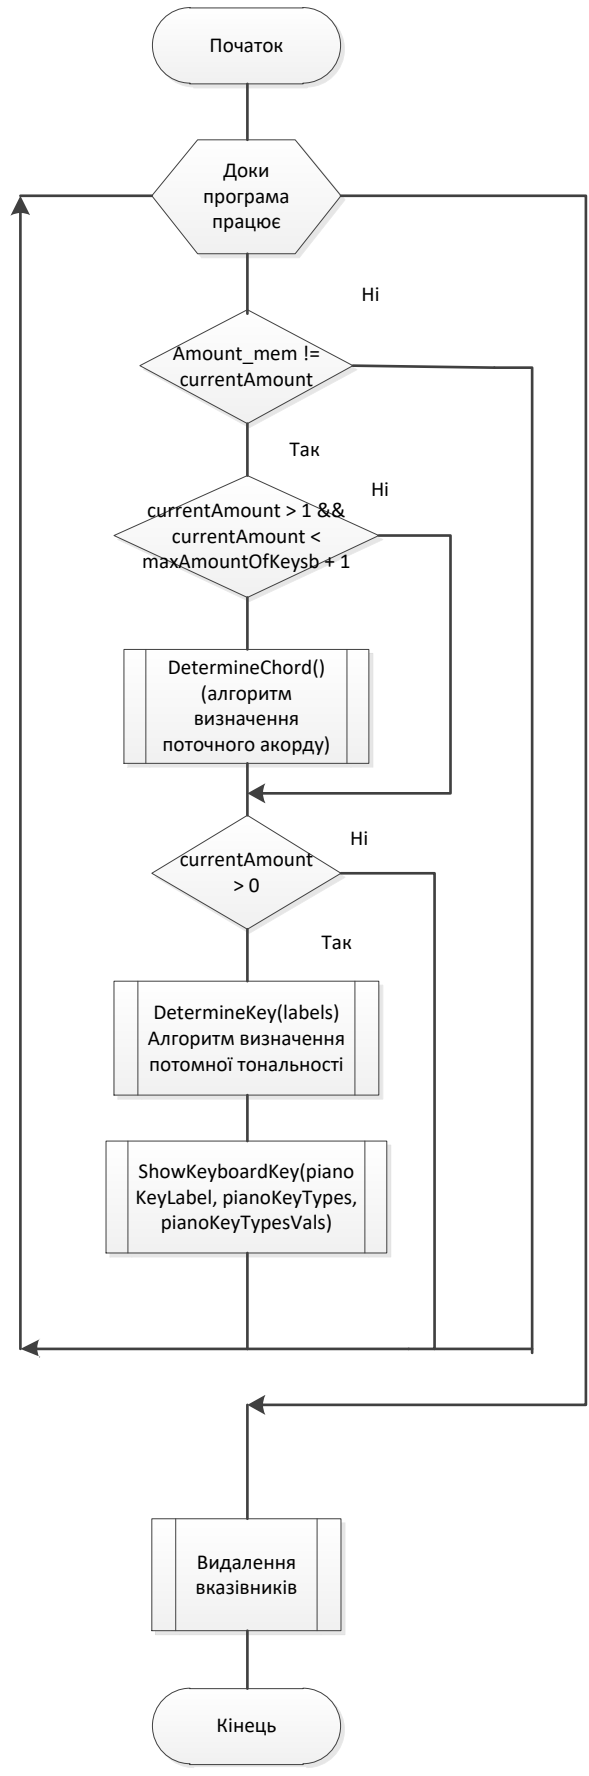 Початок
Доки
програма
працює
Ні
Amount_mem !=
currentAmount
Так
Ні
currentAmount > 1 &&
currentAmount <
maxAmountOfKeysb + 1
DetermineChord()
(алгоритм
визначення
поточного акорду)
Ні
currentAmount
> 0
Так
DetermineKey(labels)
Алгоритм визначення
потомної тональності
ShowKeyboardKey(piano
KeyLabel, pianoKeyTypes,
pianoKeyTypesVals)
Видалення
вказівників
Кінець